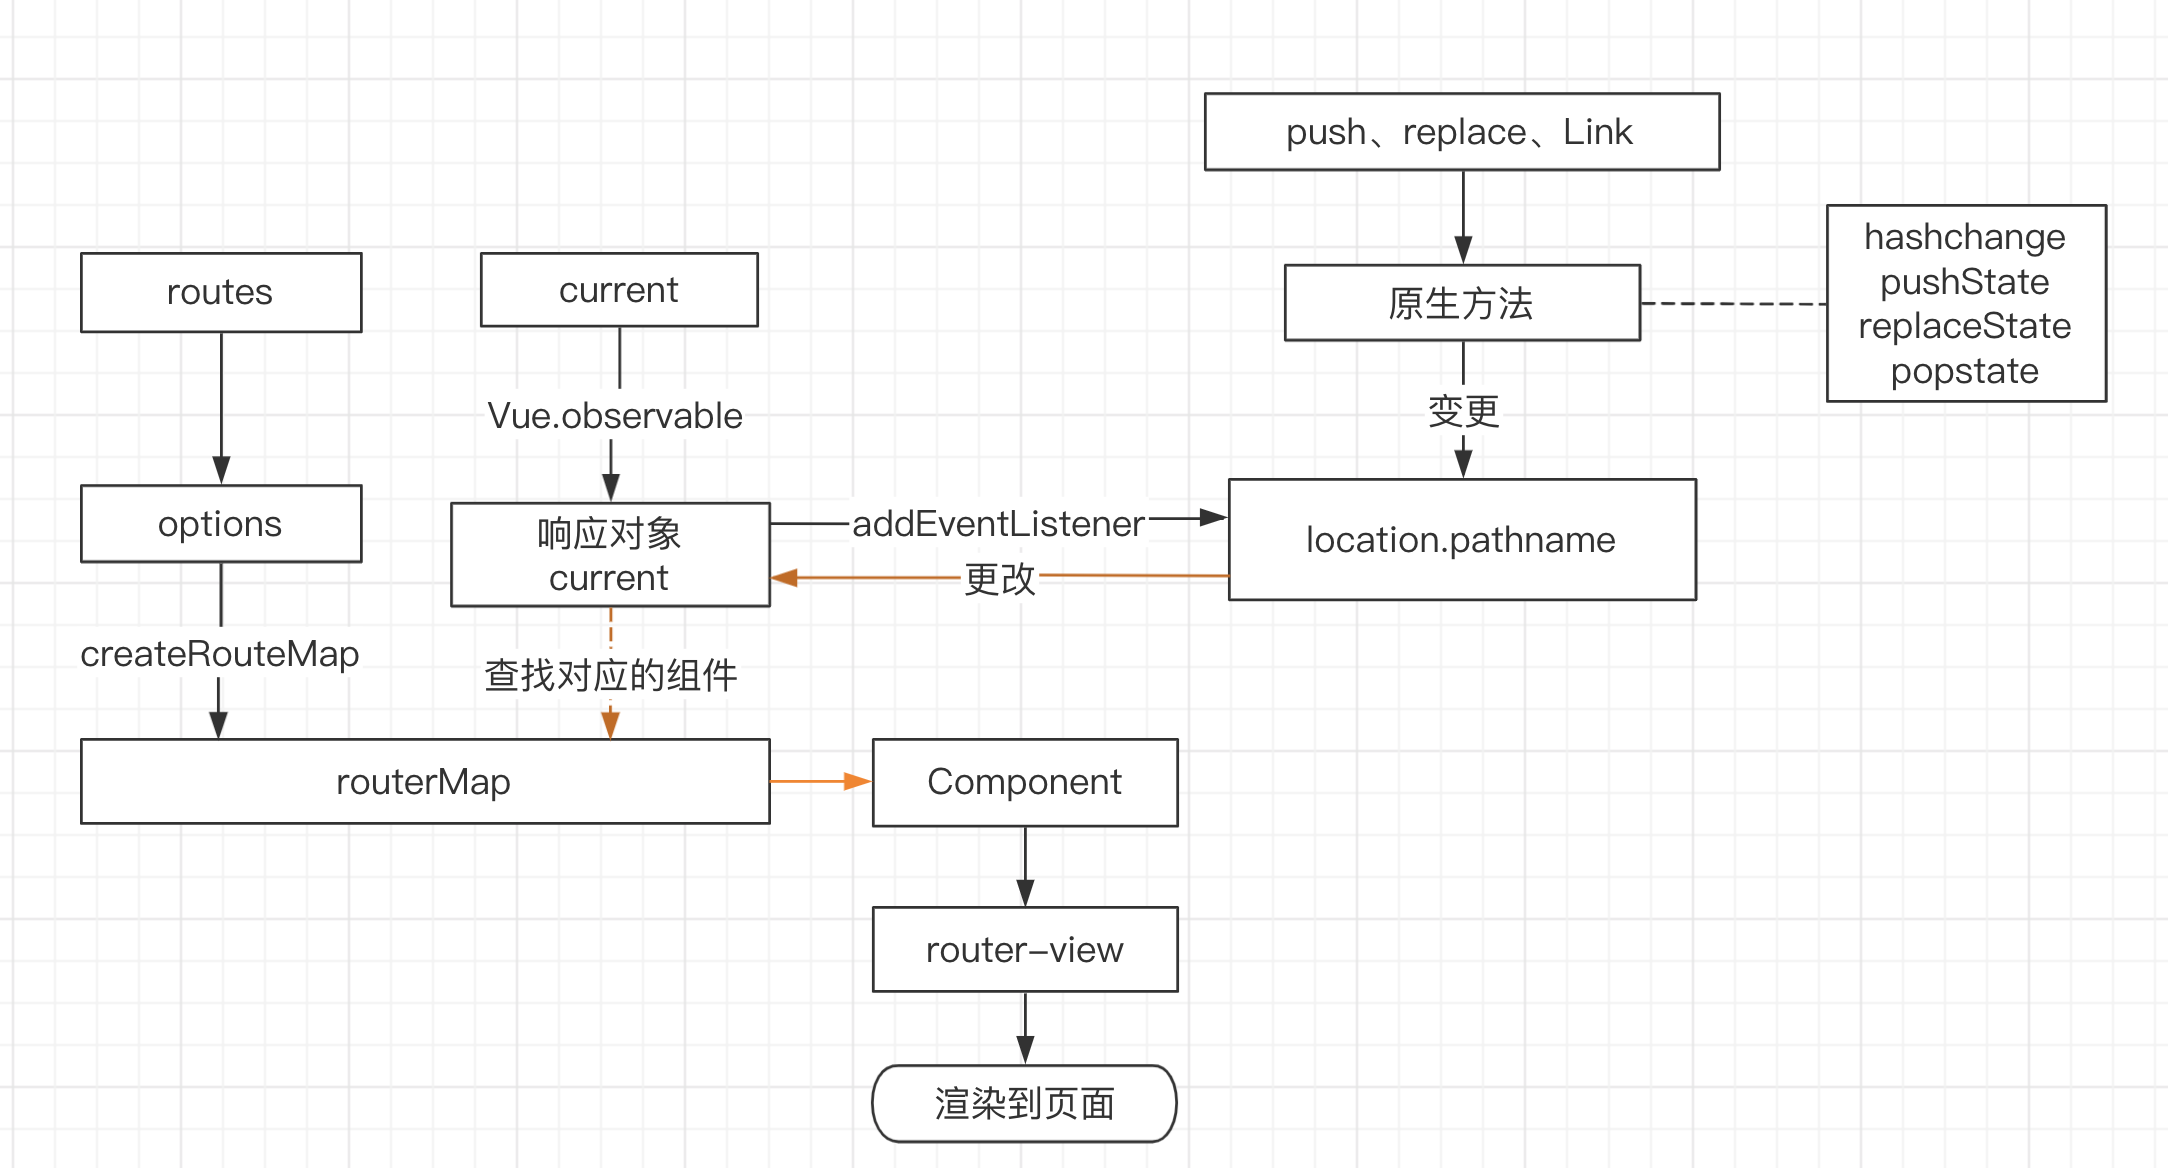 push、replace、Link
hashchange
pushState
replaceState
popstate
routes
current
原生方法
Vue.observable
变更
options
响应对象
current
addEventListener
location.pathname
更改
createRouteMap
查找对应的组件
routerMap
Component
router-view
渲染到页面